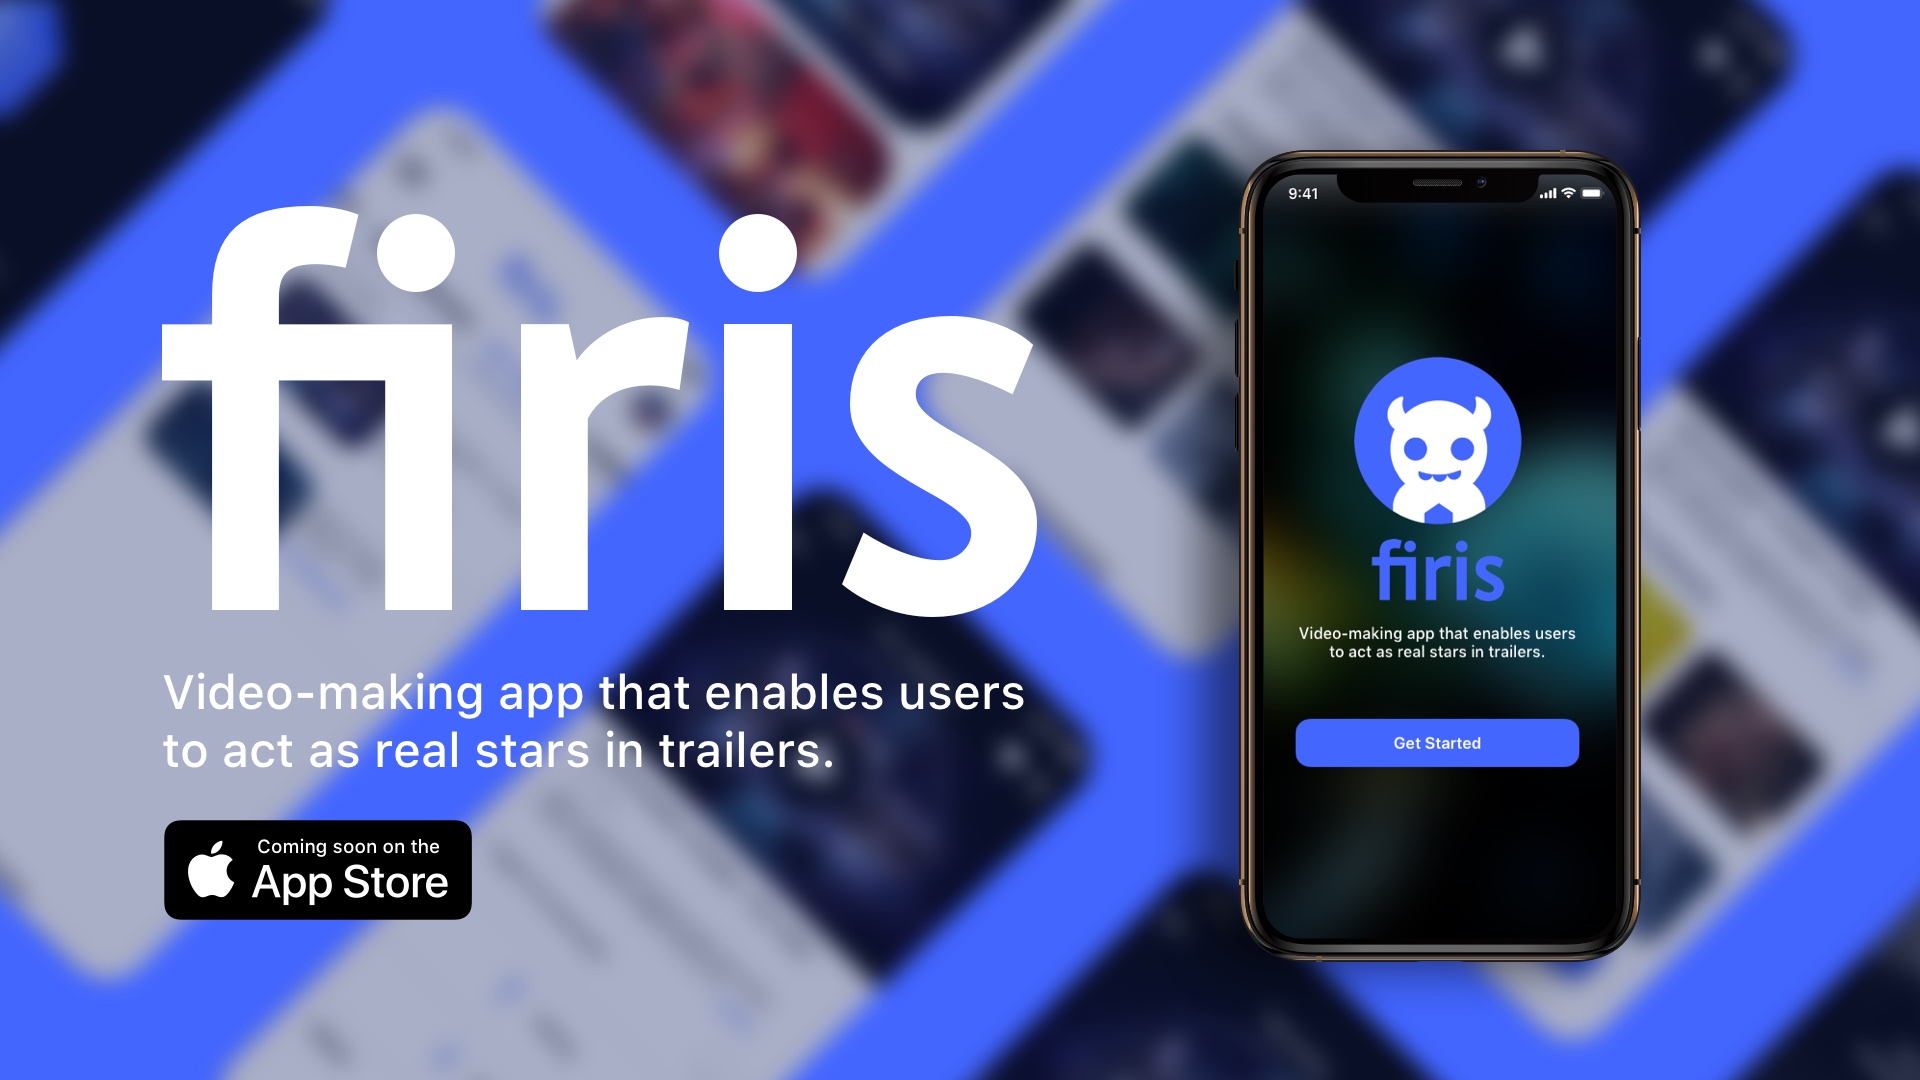 firis
Video-making app that enables users
to act as real stars in trailers.
Coming soon on the
App Store
9:41
firis
Video-making app that enables users
to act as real stars in trailers.
Get Started